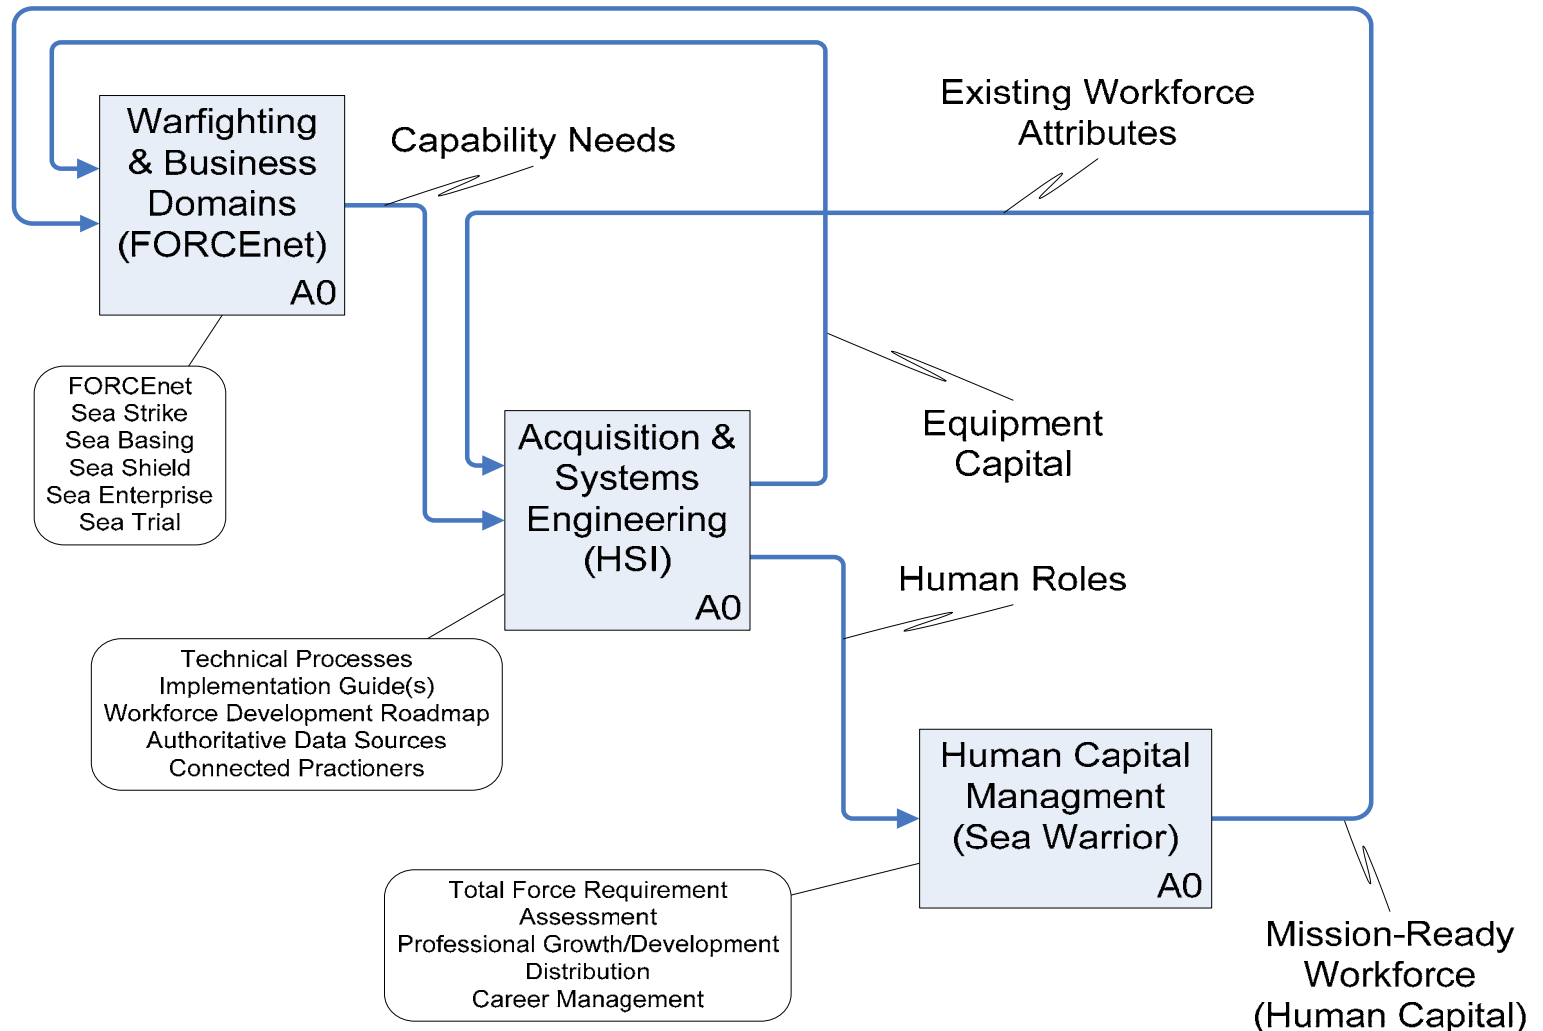 Warfighting
& Business
Domains
(FORCEnet)
A0
Capability Needs
Existing Workforce
Attributes
FORCEnet
Sea Strike
Sea Basing
Sea Shield
Sea Enterprise
Sea Trial
Acquisition &
Systems
Engineering
(HSI)
A0
Equipment
Capital
Human Roles
Technical Processes
Implementation Guide(s)
Workforce Development Roadmap
Authoritative Data Sources
Connected Practioners
Human Capital
Managment
(Sea Warrior)
A0
Total Force Requirement
Assessment
Professional Growth/Development
Distribution
Career Management
Mission-Ready
Workforce
(Human Capital)